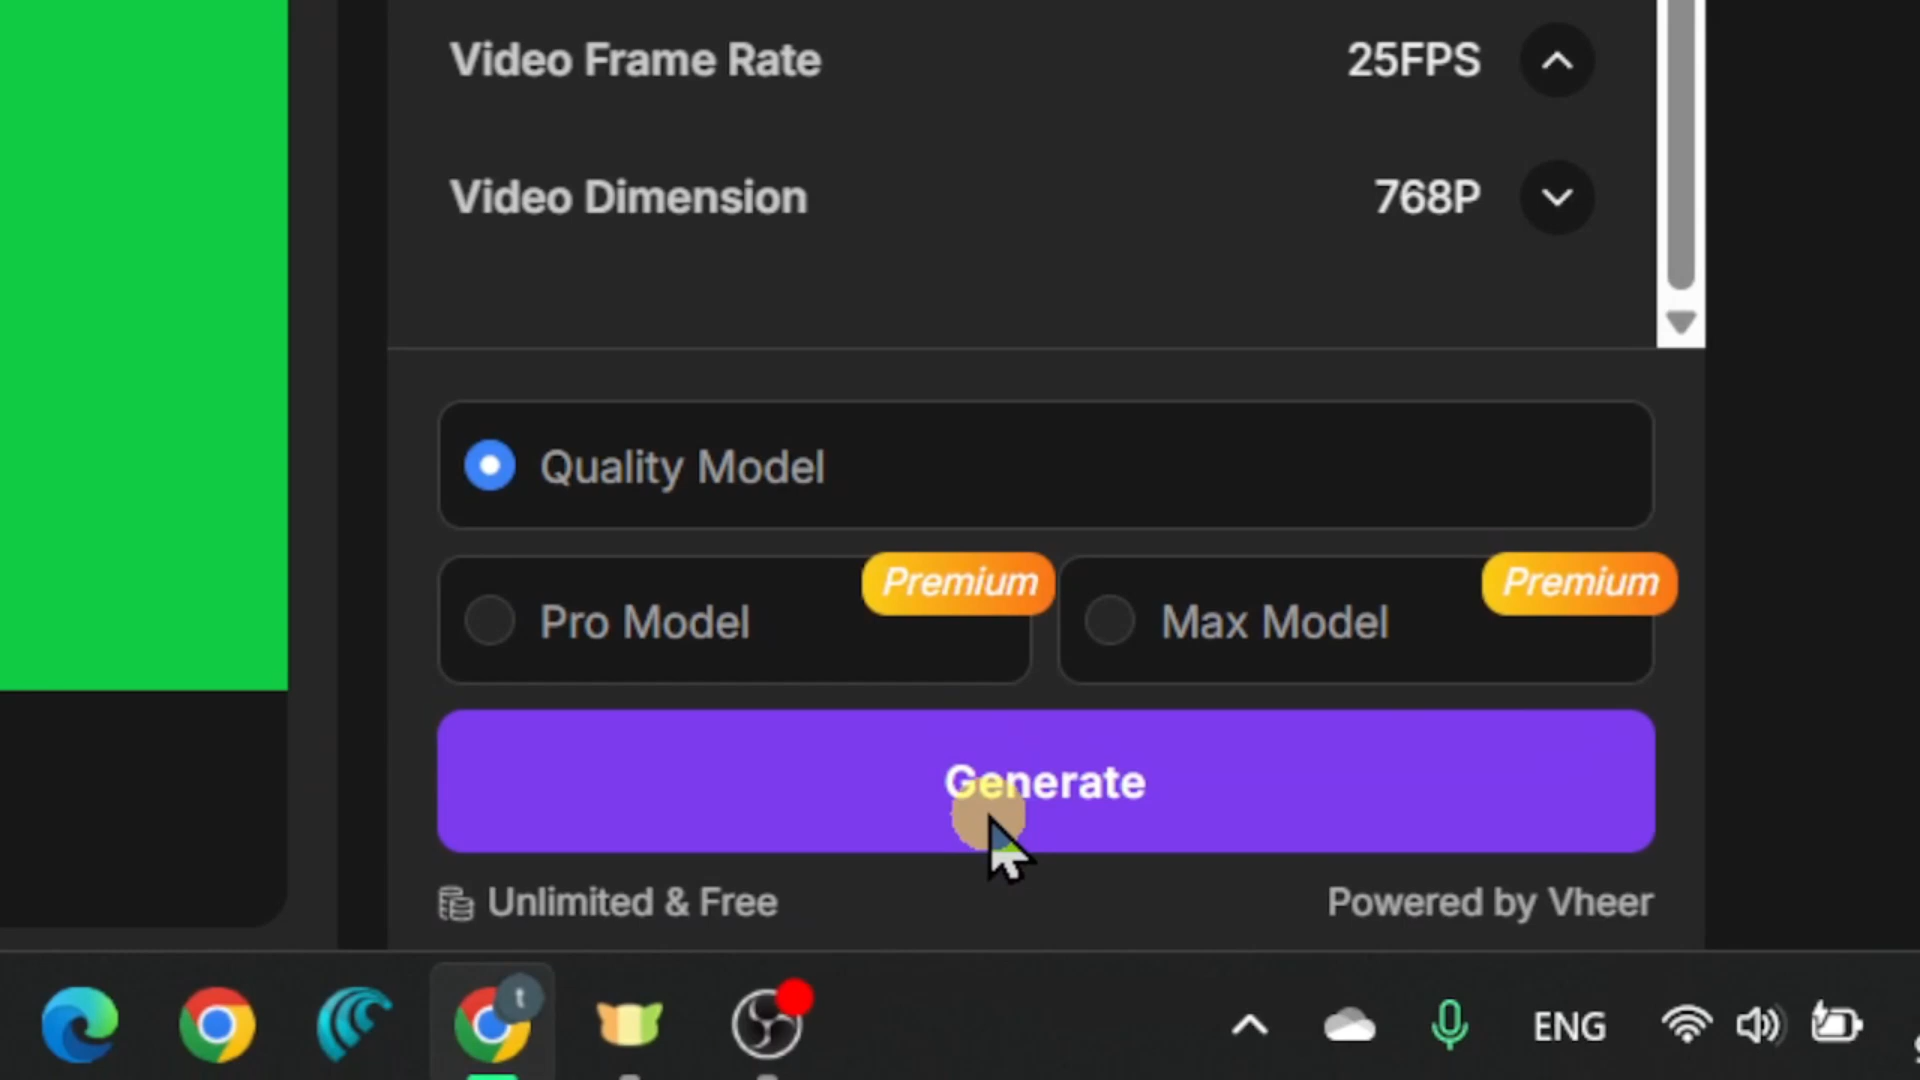 Video Frame Rate 25FPS
Video Dimension 768P
Quality Model
Premium Premium
Pro Model Max Model
Generate
Unlimited & Free Powered by Vheer
t
ENG